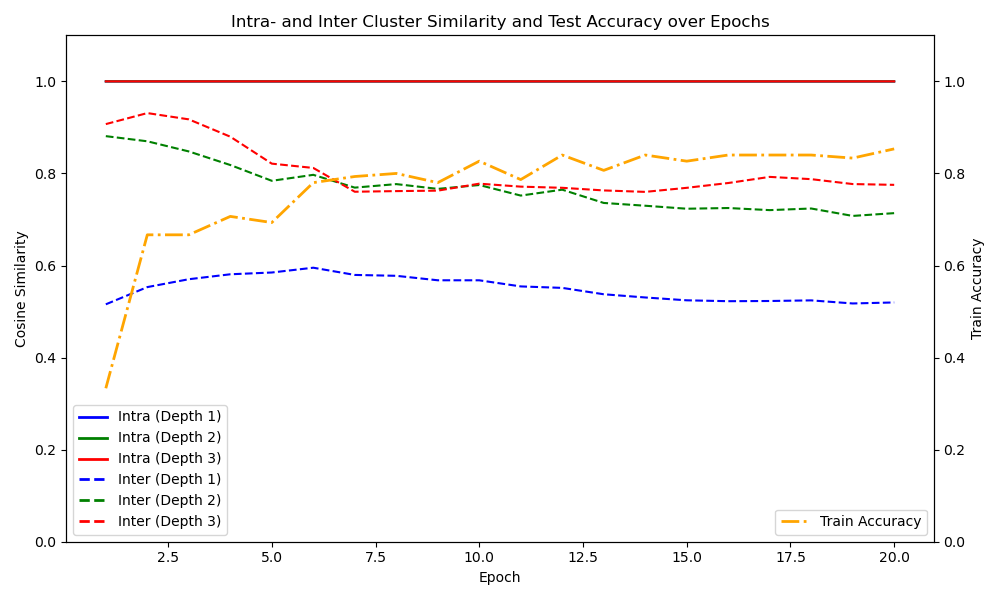 Intra- and Inter Cluster Similarity and Test Accuracy over Epochs
Cosine Similarity
1.0
0.8
0.6
0.4
0.2
0.0
1.0
0.8
0.6
0.4
0.2
0.0
Train Accuracy
Intra (Depth 1)
Intra (Depth 2)
Intra (Depth 3)
Inter (Depth 1)
Inter (Depth 2)
Inter (Depth 3)
Train Accuracy
2.5 5.0 7.5 10.0 12.5 15.0 17.5 20.0
Epoch